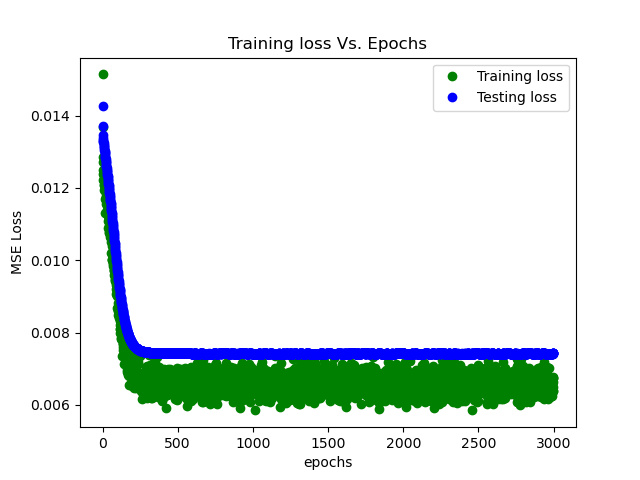 Training loss Vs. Epochs
Training loss
Testing loss
MSE Loss
0.014
0.012
0.010
0.008
0.006
0 500 1000 1500 2000 2500 3000
epochs